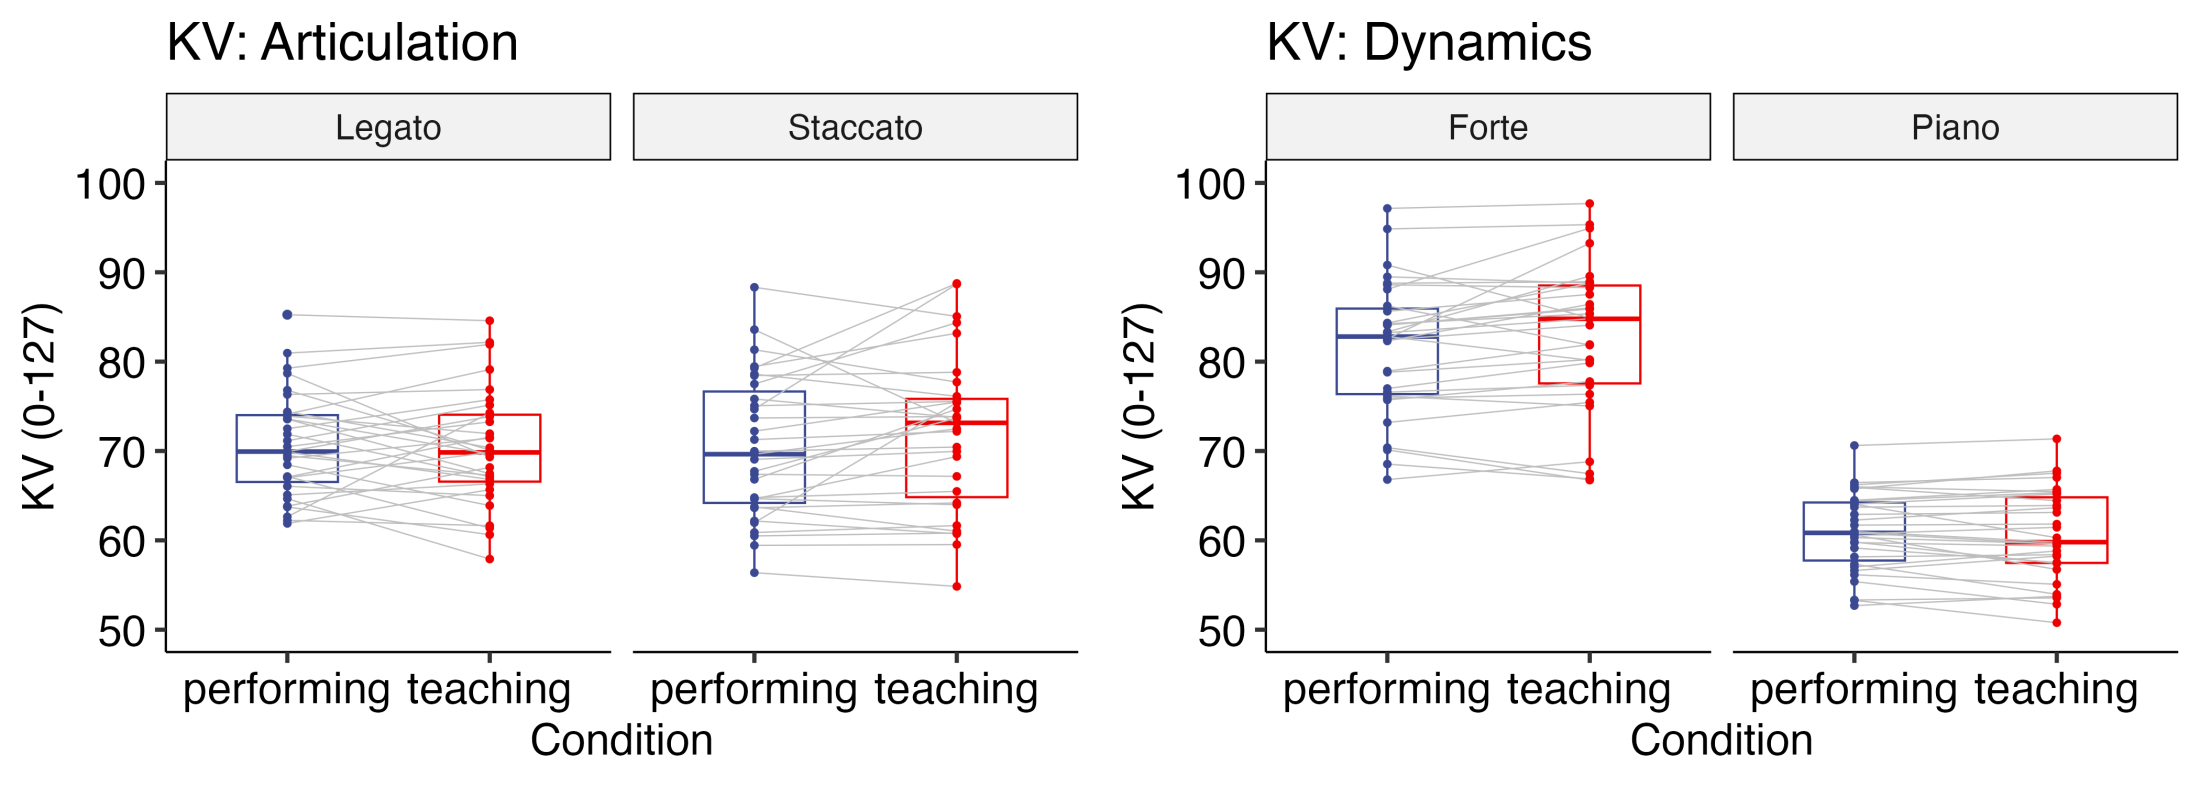 KV: Articulation
Legato
Staccato
KV (0-127)
100
90
80
70
60
50
performing
teaching
performing
teaching
Condition
KV: Dynamics
Forte
Piano
KV (0-127)
100
90
80
70
60
50
performing
teaching
performing
teaching
Condition